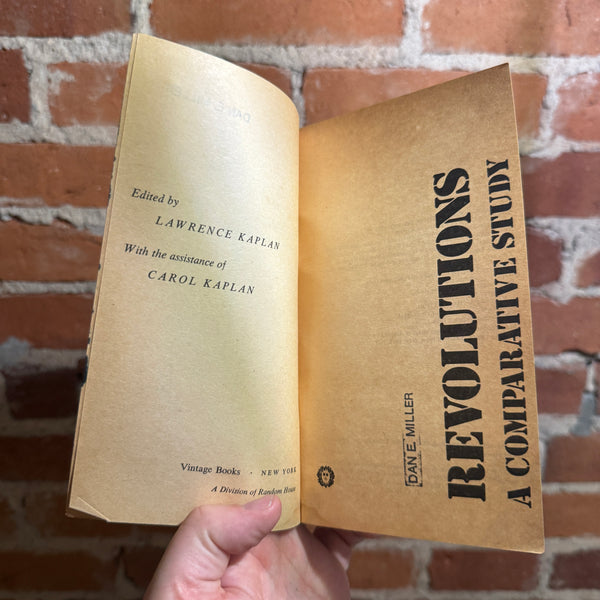 Edited by
LAWRENCE KAPLAN
With the assistance of
CAROL KAPLAN
Vintage Books · NEW YORK
A Division of Random House
REVOLUTIONS
A COMPARATIVE STUDY
DAN E. MILLER